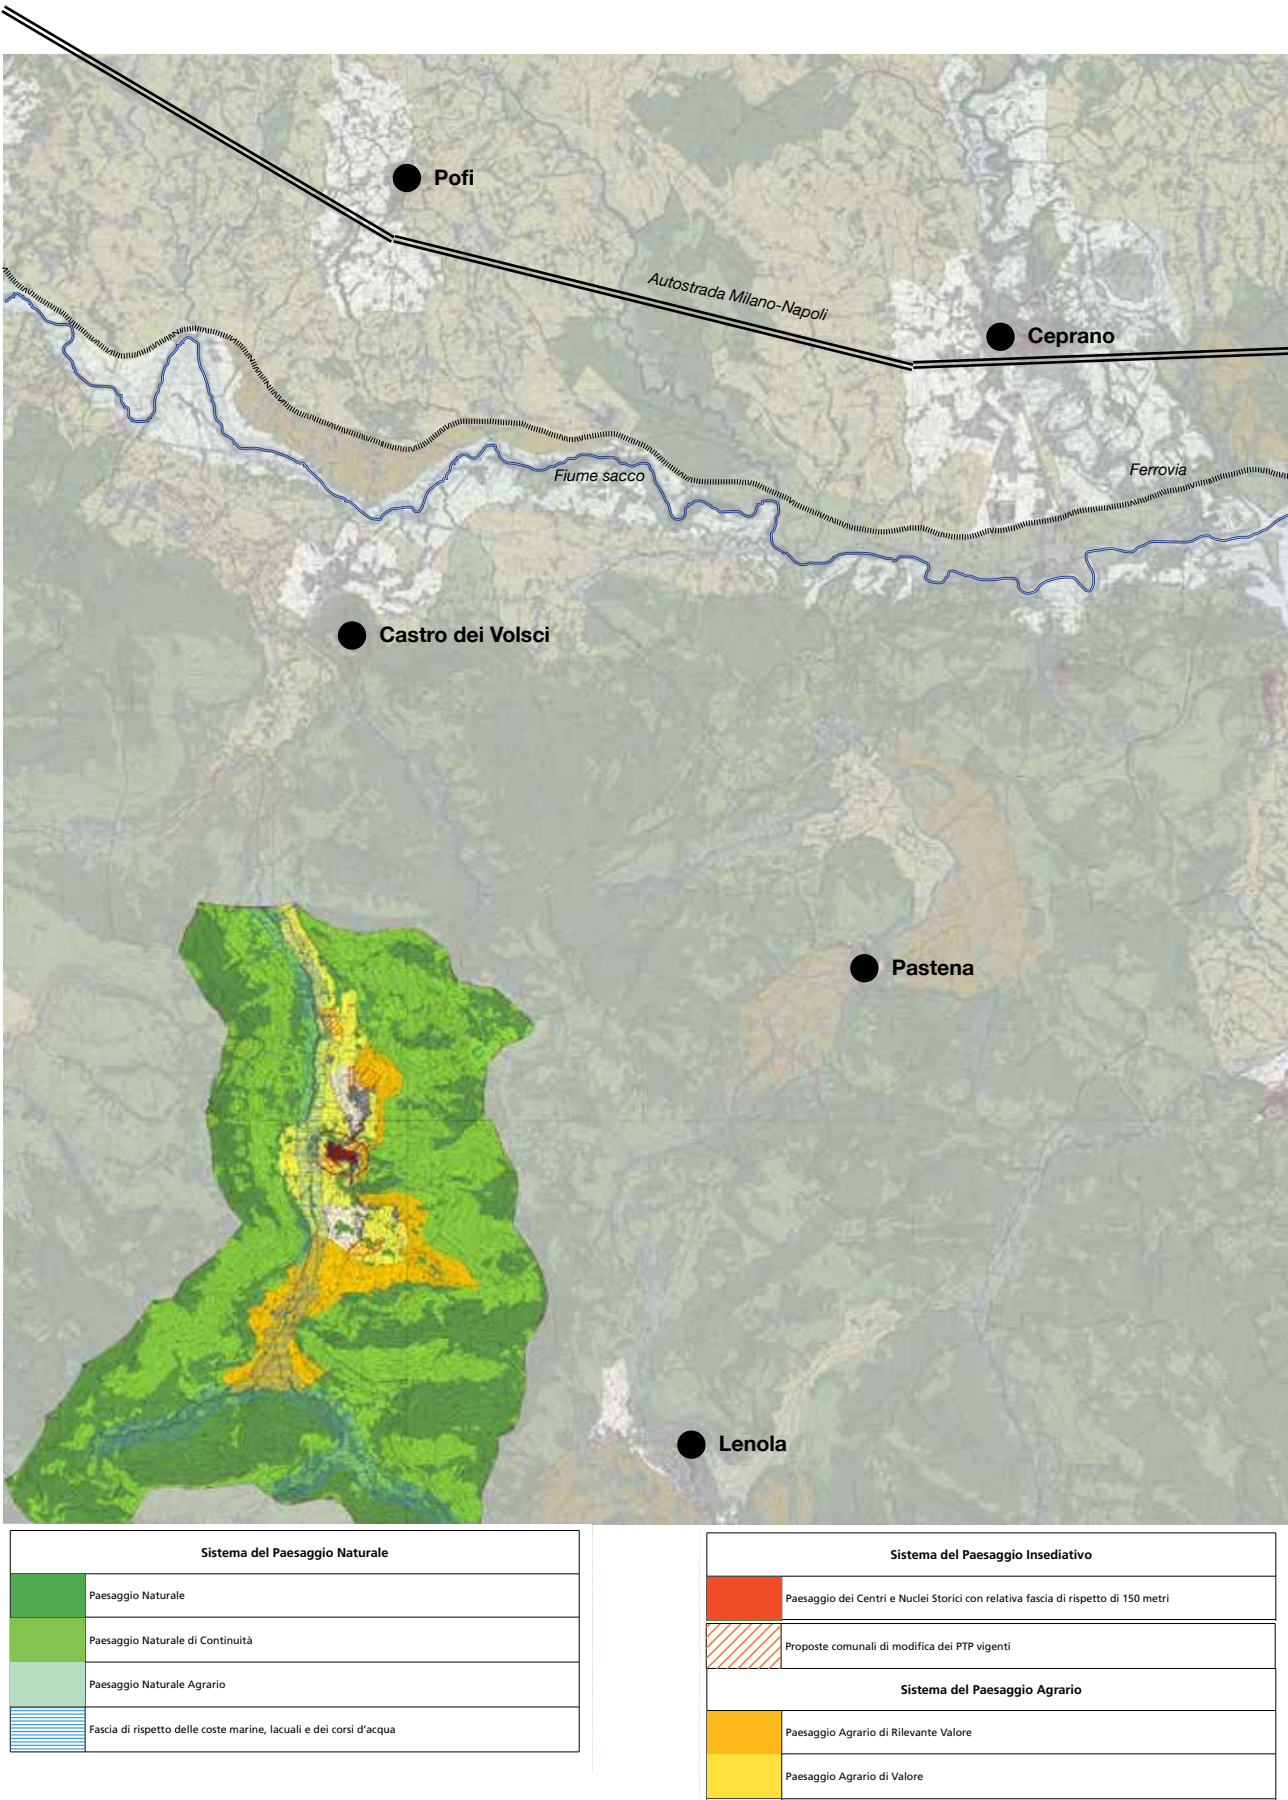 Pofi
Autostrada Milano-Napoli
Ceprano
Fiume sacco
Ferrovia
Castro dei Volsci
Pastena
Lenola
Sistema del Paesaggio Naturale
Paesaggio Naturale
Paesaggio Naturale di Continuità
Paesaggio Naturale Agrario
Fascia di rispetto delle coste marine, lacuali e dei corsi d'acqua
Sistema del Paesaggio Insediativo
Paesaggio dei Centri e Nuclei Storici con relativa fascia di rispetto di 150 metri
Proposte comunali di modifica dei PTP vigenti
Sistema del Paesaggio Agrario
Paesaggio Agrario di Rilevante Valore
Paesaggio Agrario di Valore